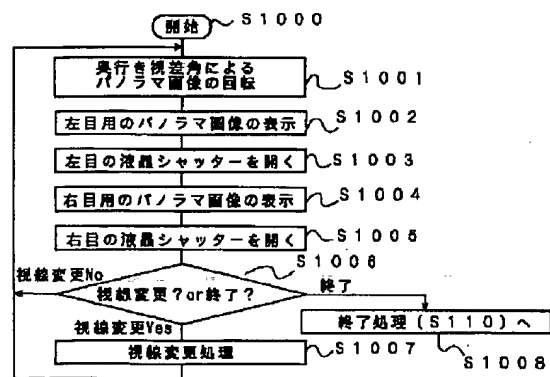 開始
S1000
奥行き視差角による
パノラマ画像の回転
S1001
左目用のパノラマ画像の表示
S1002
左目の液晶シャッターを開く
S1003
右目用のパノラマ画像の表示
S1004
右目の液晶シャッターを開く
S1005
S1006
視線変更No
視線変更?or終了?
終了
視線変更Yes
終了処理(S110)へ
視線変更処理
S1007
S1008